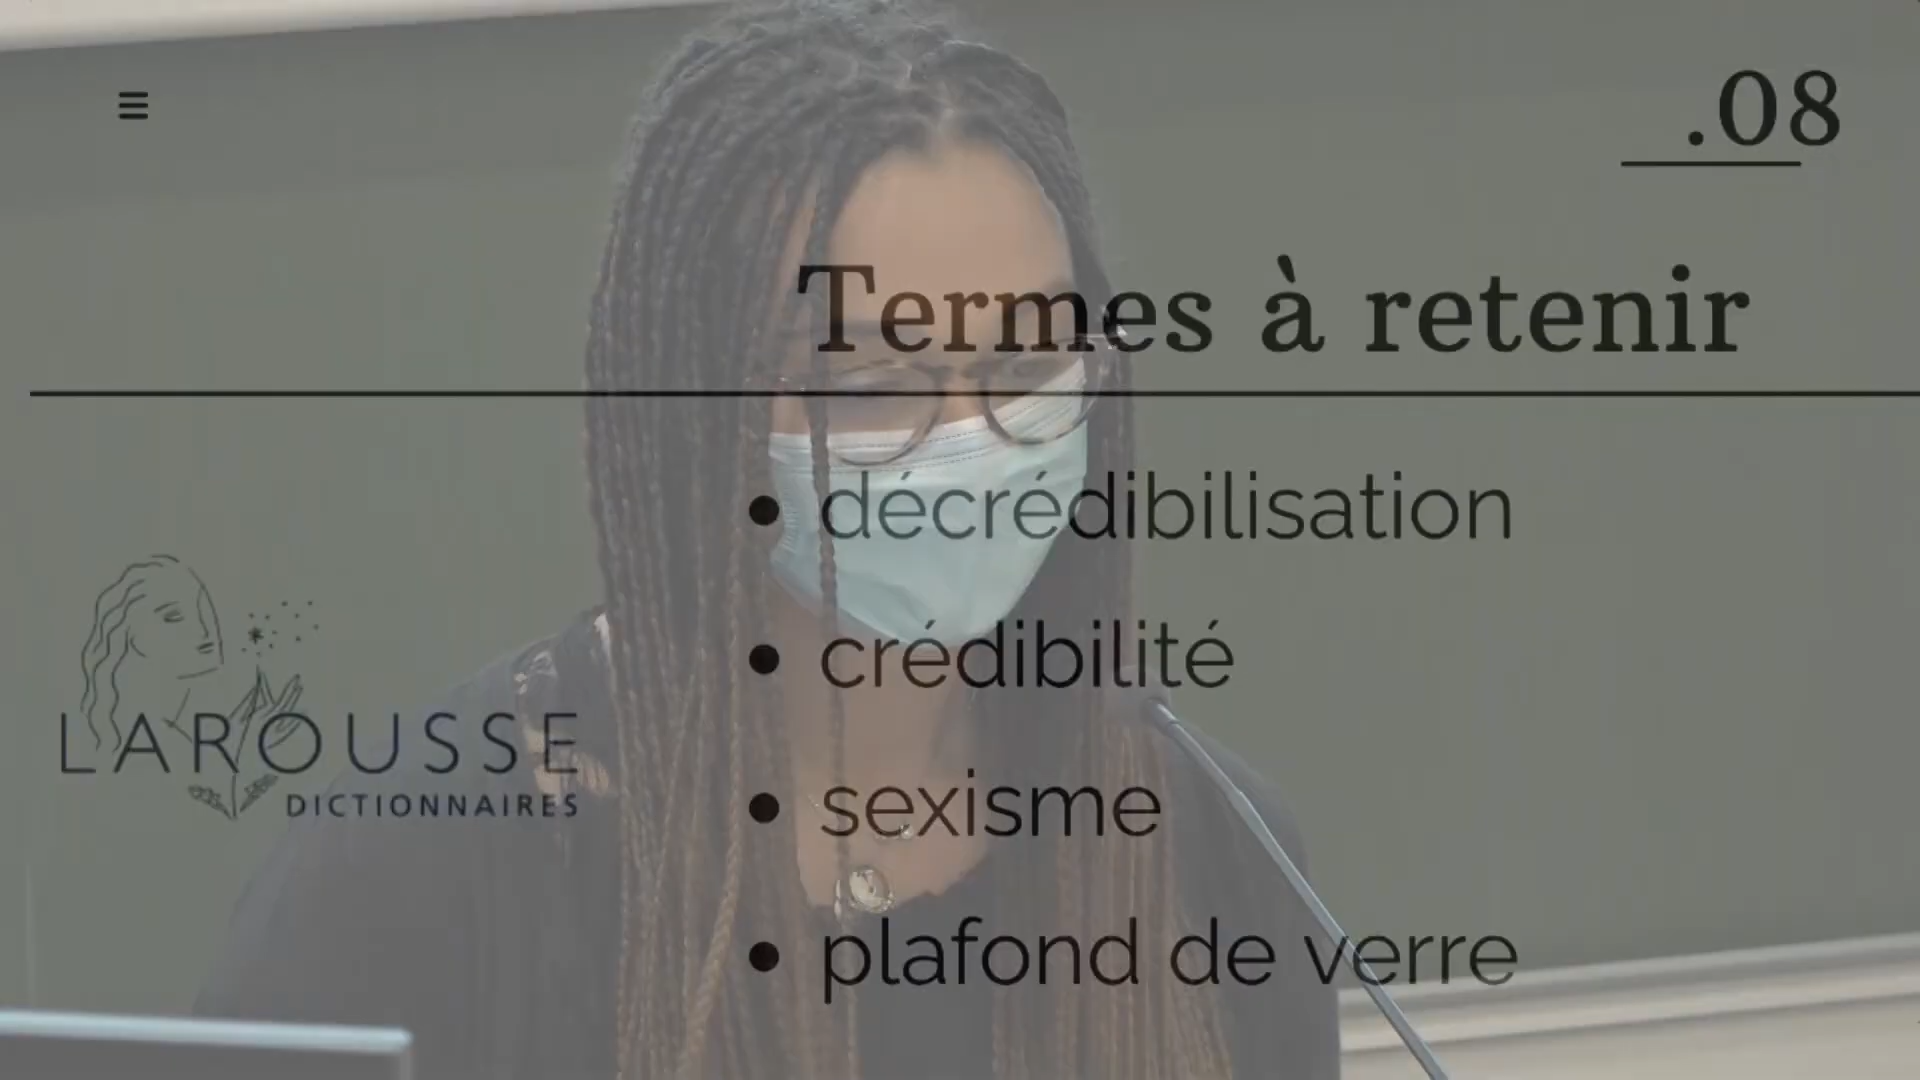 .08
Termes à retenir
décrédibilisation
crédibilité
sexisme
plafond de verre
LAROUSSE
DICTIONNAIRES